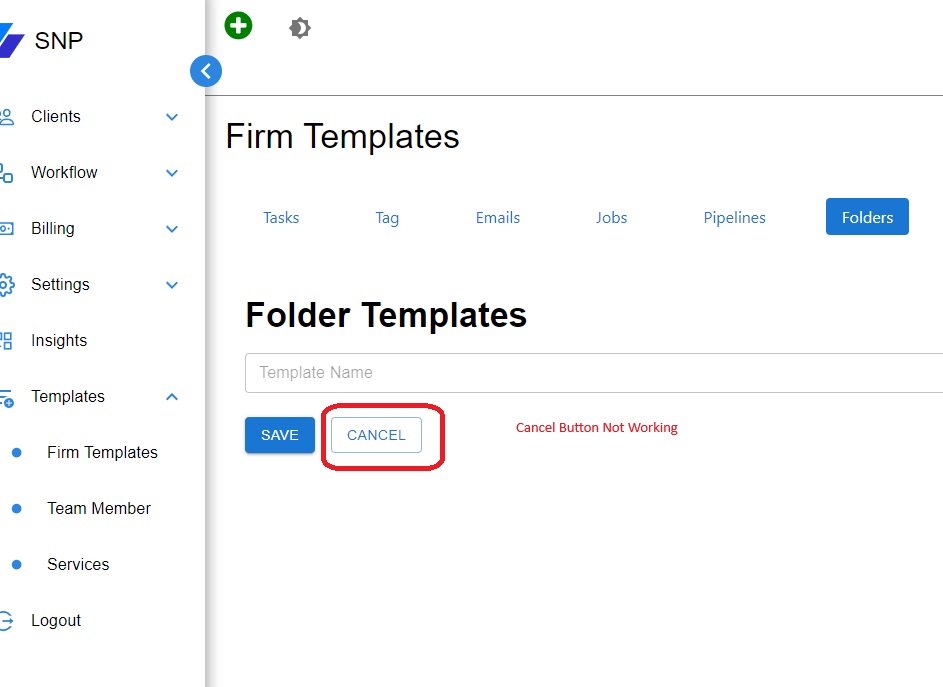 SNP
Clients
Workflow
Billing
Settings
Insights
Templates
Firm Templates
Team Member
Services
Logout
Firm Templates
Tasks Tag Emails Jobs Pipelines Folders
Folder Templates
Template Name
SAVE CANCEL Cancel Button Not Working